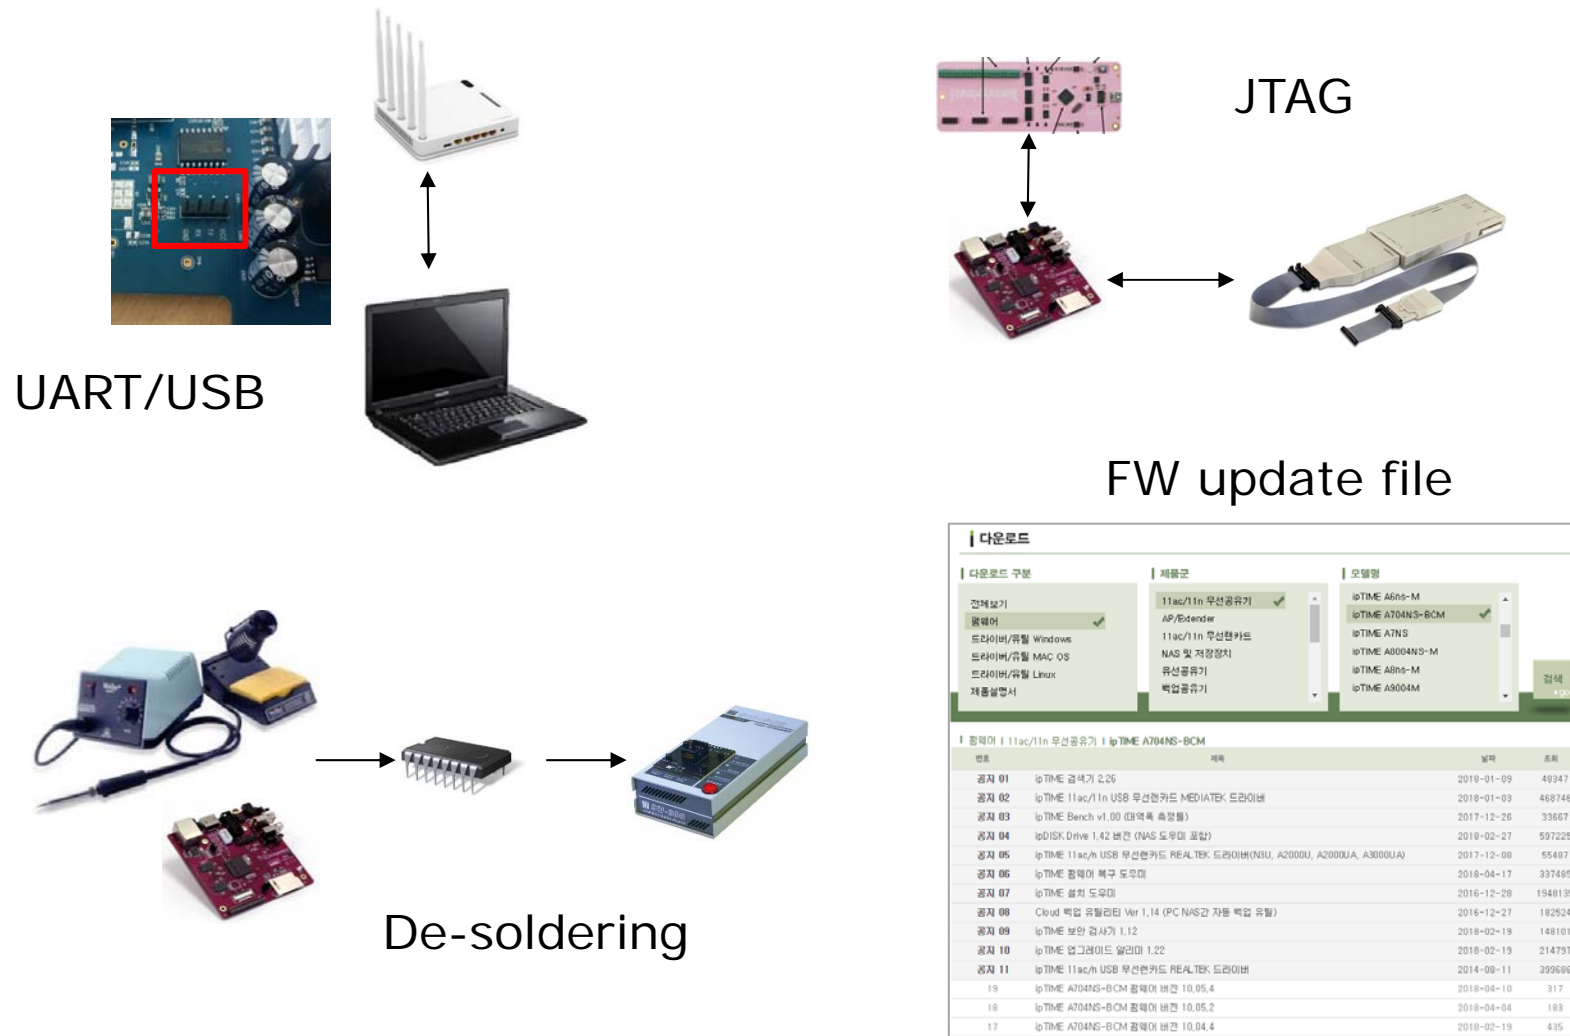 JTAG
UART/USB
FW update file
다운로드
다운로드 구분
제품군
모델명
전체보기
펌웨어
드라이버/유틸 Windows
드라이버/유틸 MAC OS
드라이버/유틸 Linux
제품설명서
11ac/11n 무선공유기
AP/Extender
11ac/11n 무선랜카드
NAS 및 저장장치
유선공유기
백업공유기
ipTIME A6ns-M
ipTIME A704NS-BCM
ipTIME A7NS
ipTIME A8004NS-M
ipTIME A8ns-M
ipTIME A9004M
검색
펌웨어 | 11ac/11n 무선공유기 | ipTIME A704NS-BCM
번호 제목 날짜 조회
공지 01 ipTIME 검색기 2.26 2018-01-09 48347
공지 02 ipTIME 11ac/11n USB 무선랜카드 MEDIATEK 드라이버 2018-01-03 468746
공지 03 ipTIME Bench v1.00 (대역폭 측정툴) 2017-12-26 33667
공지 04 ipDISK Drive 1.42 버전 (NAS 도우미 포함) 2018-02-27 597225
공지 05 ipTIME 11ac/n USB 무선랜카드 REALTEK 드라이버(N3U, A2000U, A2000UA, A3000UA) 2017-12-08 55487
공지 06 ipTIME 펌웨어 복구 도우미 2018-04-17 337485
공지 07 ipTIME 설치 도우미 2016-12-28 1948139
공지 08 Cloud 백업 유틸리티 Ver 1.14 (PC NAS간 자동 백업 유틸) 2016-12-27 182524
공지 09 ipTIME 보안 검사기 1.12 2018-02-19 148101
공지 10 ipTIME 업그레이드 알리미 1.22 2018-02-19 214797
공지 11 ipTIME 11ac/n USB 무선랜카드 REALTEK 드라이버 2014-08-11 399686
19 ipTIME A704NS-BCM 펌웨어 버전 10.05.4 2018-04-10 317
18 ipTIME A704NS-BCM 펌웨어 버전 10.05.2 2018-04-04 183
17 ipTIME A704NS-BCM 펌웨어 버전 10.04.4 2018-02-19 435
De-soldering